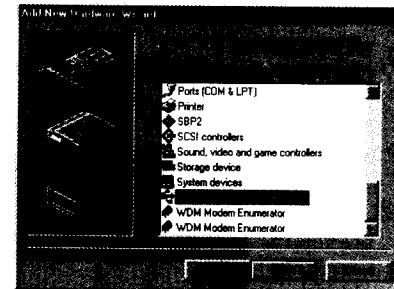 Add New Hardware Wizard
Ports (COM & LPT)
Printer
SBP2
SCSI controllers
Sound, video and game controllers
Storage device
System devices
WDM Modem Enumerator
WDM Modem Enumerator